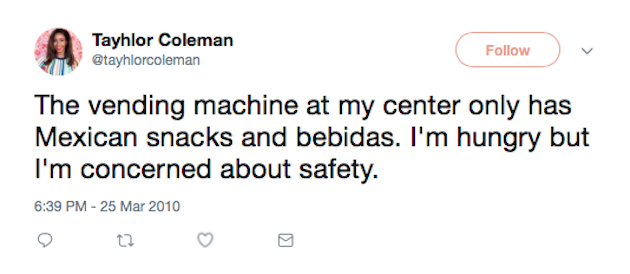 Tayhlor Coleman
@tayhlorcoleman
Follow
The vending machine at my center only has
Mexican snacks and bebidas. I'm hungry but
I'm concerned about safety.
6:39 PM - 25 Mar 2010